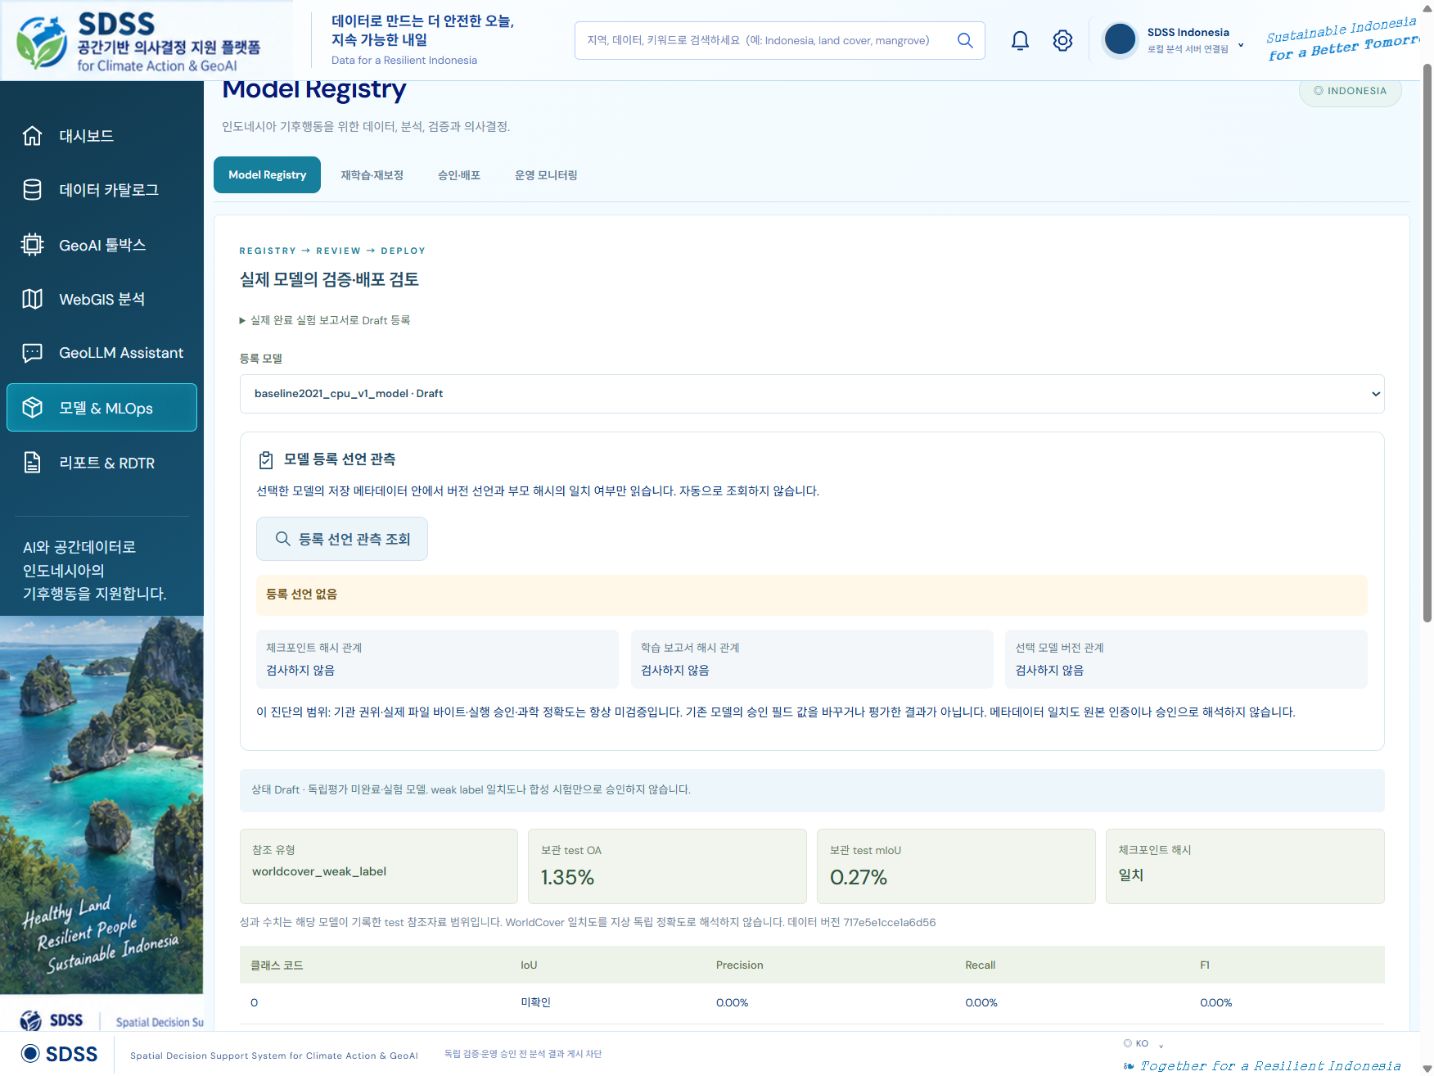 SDSS
공간기반 의사결정 지원 플랫폼
for Climate Action & GeoAI
데이터로 만드는 더 안전한 오늘,
지속 가능한 내일
Data for a Resilient Indonesia
지역, 데이터, 키워드로 검색하세요 (예: Indonesia, land cover, mangrove)
SDSS Indonesia
로컬 분석 서버 연결됨
Sustainable Indonesia
for a Better Tomorr
대시보드
데이터 카탈로그
GeoAI 툴박스
WebGIS 분석
GeoLLM Assistant
모델 & MLOps
리포트 & RDTR
AI와 공간데이터로
인도네시아의
기후행동을 지원합니다.
Healthy Land
Resilient People
Sustainable Indonesia
SDSS
Spatial Decision Su
Model Registry
◎ INDONESIA
인도네시아 기후행동을 위한 데이터, 분석, 검증과 의사결정.
Model Registry
재학습·재보정
승인·배포
운영 모니터링
REGISTRY → REVIEW → DEPLOY
실제 모델의 검증·배포 검토
▶ 실제 완료 실험 보고서로 Draft 등록
등록 모델
baseline2021_cpu_v1_model · Draft
모델 등록 선언 관측
선택한 모델의 저장 메타데이터 안에서 버전 선언과 부모 해시의 일치 여부만 읽습니다. 자동으로 조회하지 않습니다.
등록 선언 관측 조회
등록 선언 없음
체크포인트 해시 관계
검사하지 않음
학습 보고서 해시 관계
검사하지 않음
선택 모델 버전 관계
검사하지 않음
이 진단의 범위: 기관 권위·실제 파일 바이트·실행 승인·과학 정확도는 항상 미검증입니다. 기존 모델의 승인 필드 값을 바꾸거나 평가한 결과가 아닙니다. 메타데이터 일치도 원본 인증이나 승인으로 해석하지 않습니다.
상태 Draft · 독립평가 미완료·실험 모델. weak label 일치도나 합성 시험만으로 승인하지 않습니다.
참조 유형
worldcover_weak_label
보관 test OA
1.35%
보관 test mIoU
0.27%
체크포인트 해시
일치
성과 수치는 해당 모델이 기록한 test 참조자료 범위입니다. WorldCover 일치도를 지상 독립 정확도로 해석하지 않습니다. 데이터 버전 717e5e1cce1a6d56
클래스 코드 IoU Precision Recall F1
0 미확인 0.00% 0.00% 0.00%
SDSS
Spatial Decision Support System for Climate Action & GeoAI
독립 검증·운영 승인 전 분석 결과 게시 차단
◎ KO
Together for a Resilient Indonesia